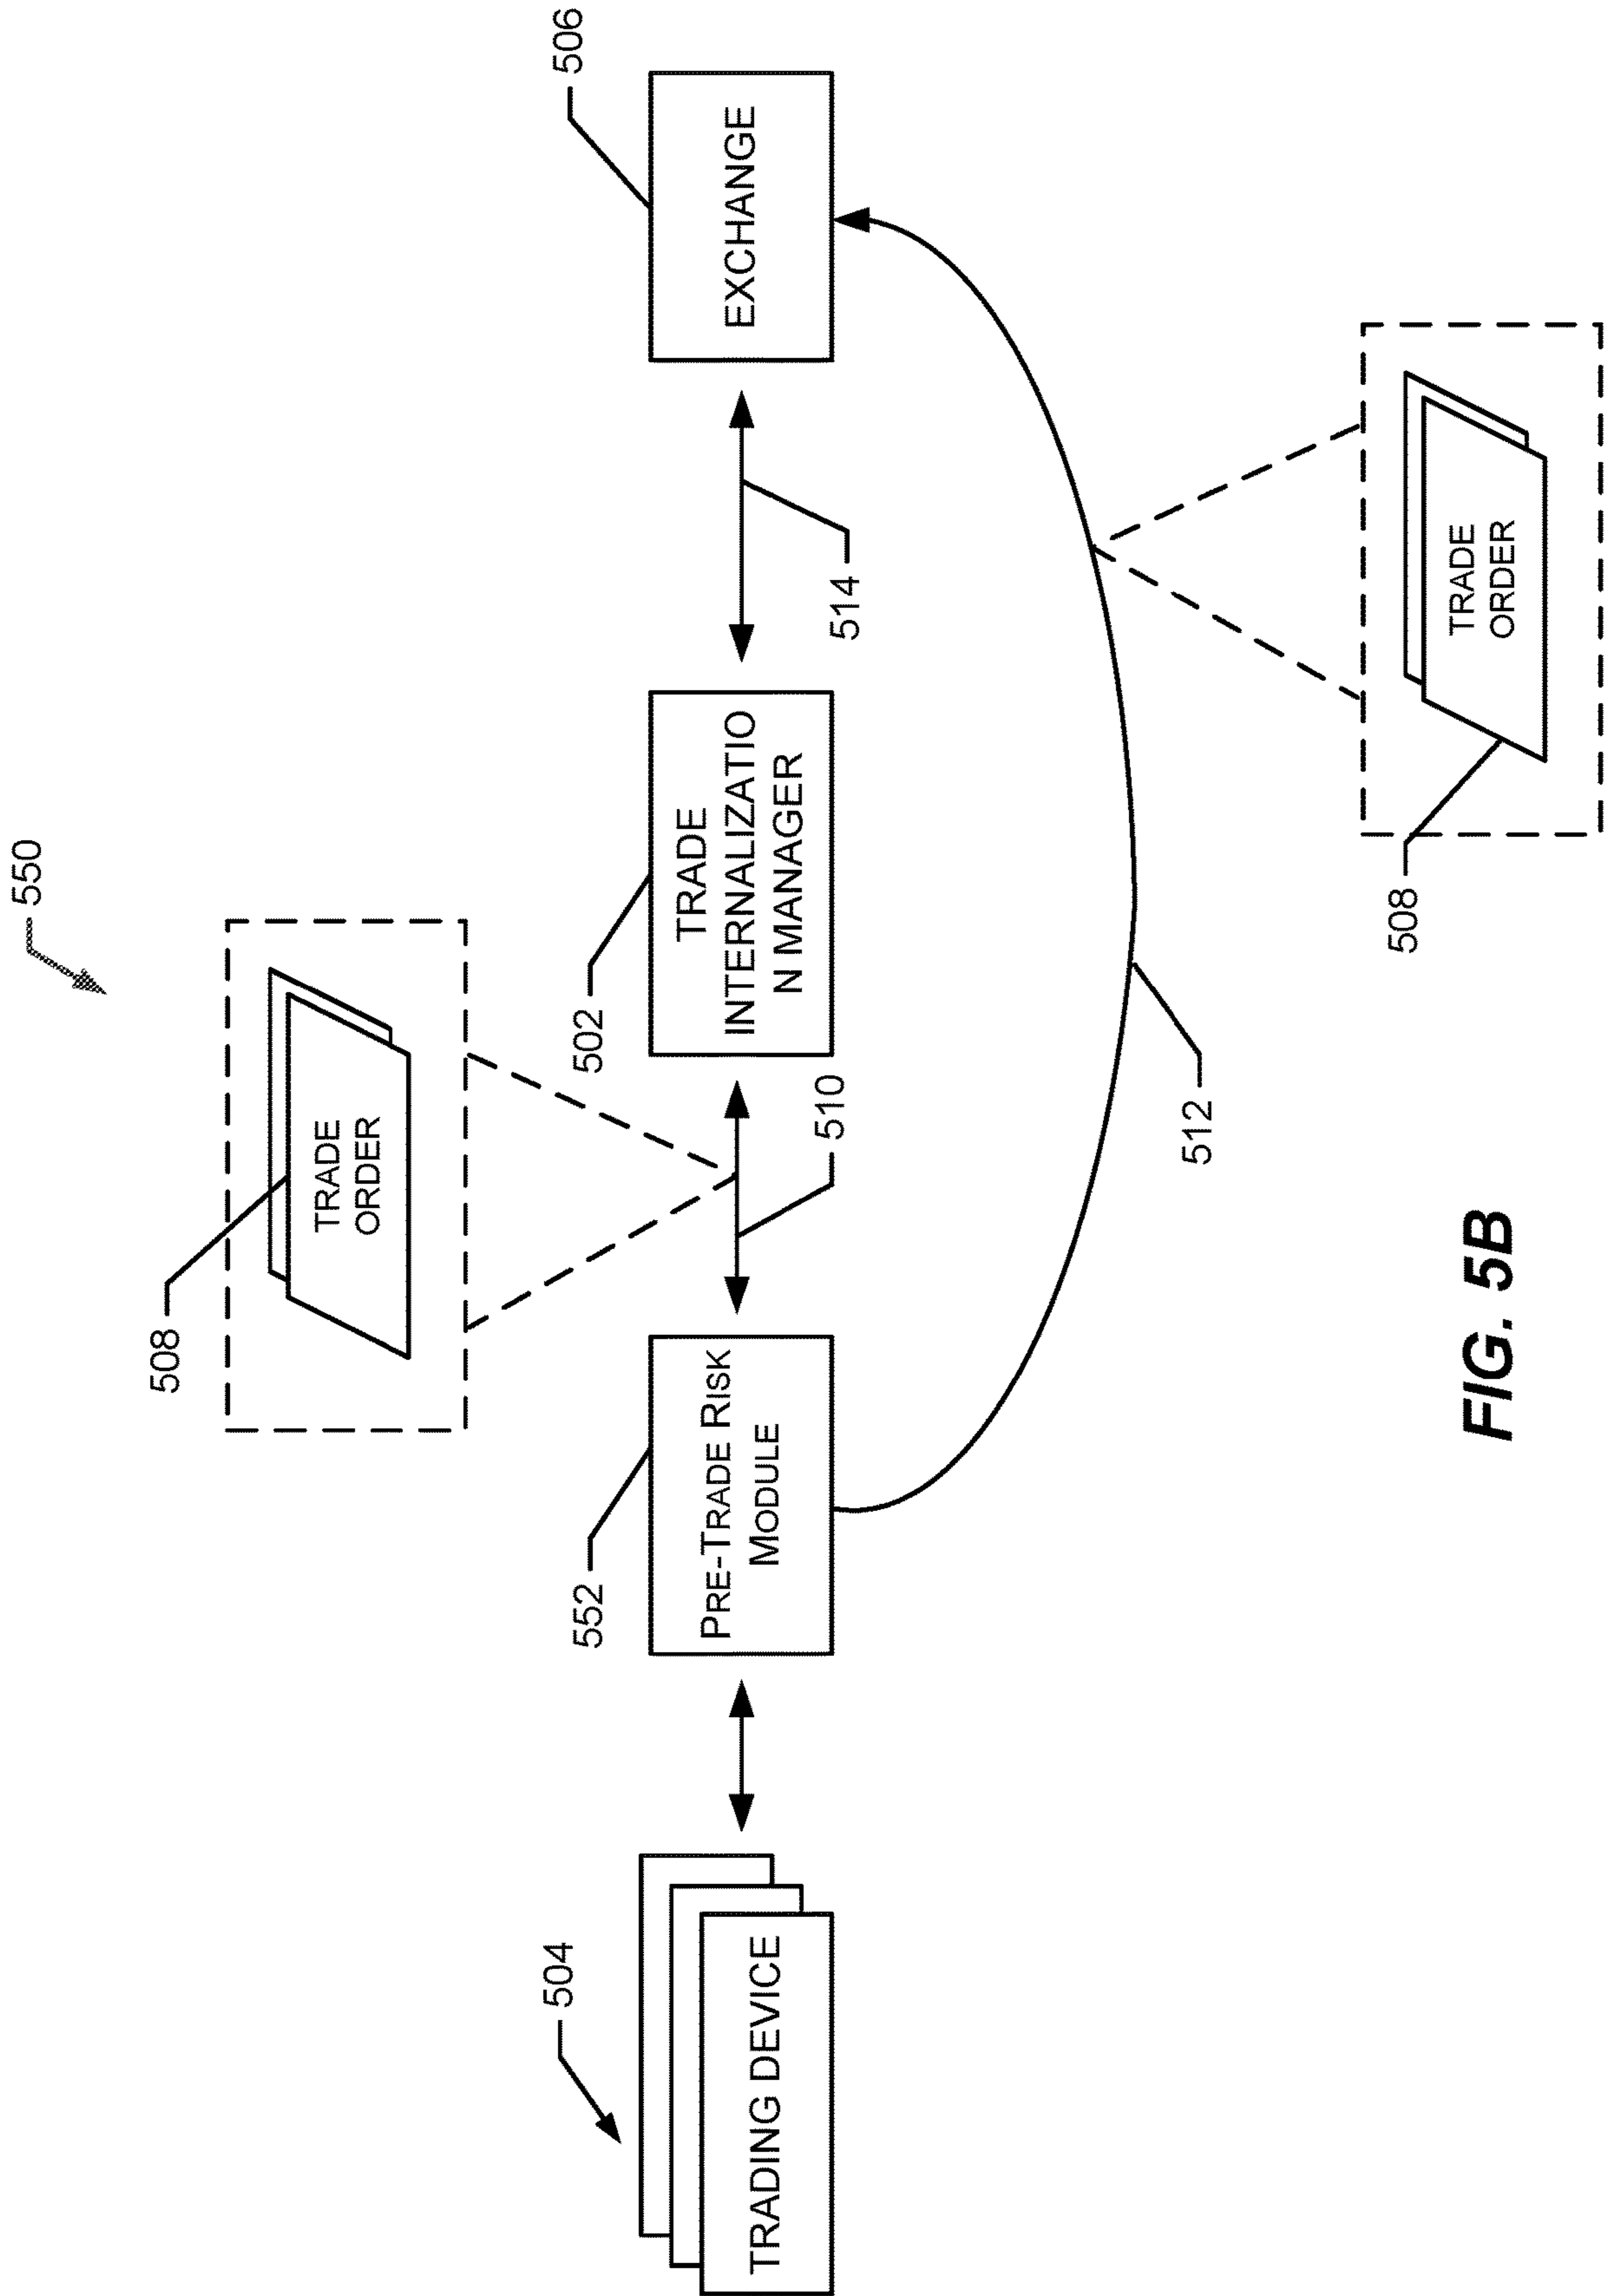 550
508
TRADE
ORDER
504
552
502
506
TRADING DEVICE
PRE-TRADE RISK
MODULE
TRADE
INTERNALIZATIO
N MANAGER
EXCHANGE
510
514
512
508
TRADE
ORDER
FIG. 5B